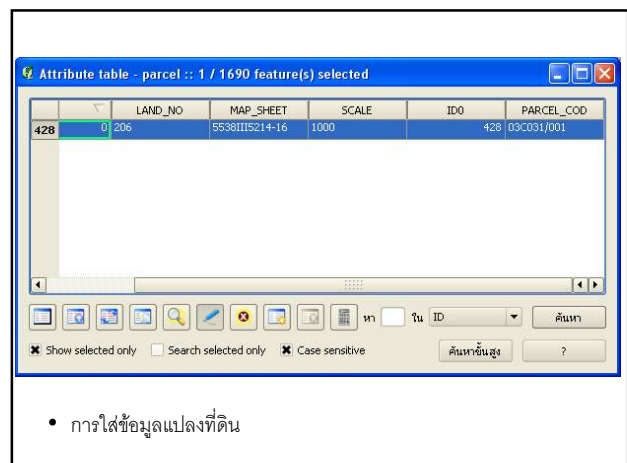 Attribute table - parcel :: 1 / 1690 feature(s) selected
LAND_NO MAP_SHEET SCALE ID0 PARCEL_COD
428 0 206 5538III5214-16 1000 428 03C031/001
หา ใน ID ค้นหา
Show selected only Search selected only Case sensitive ค้นหาขั้นสูง ?
• การใส่ข้อมูลแปลงที่ดิน